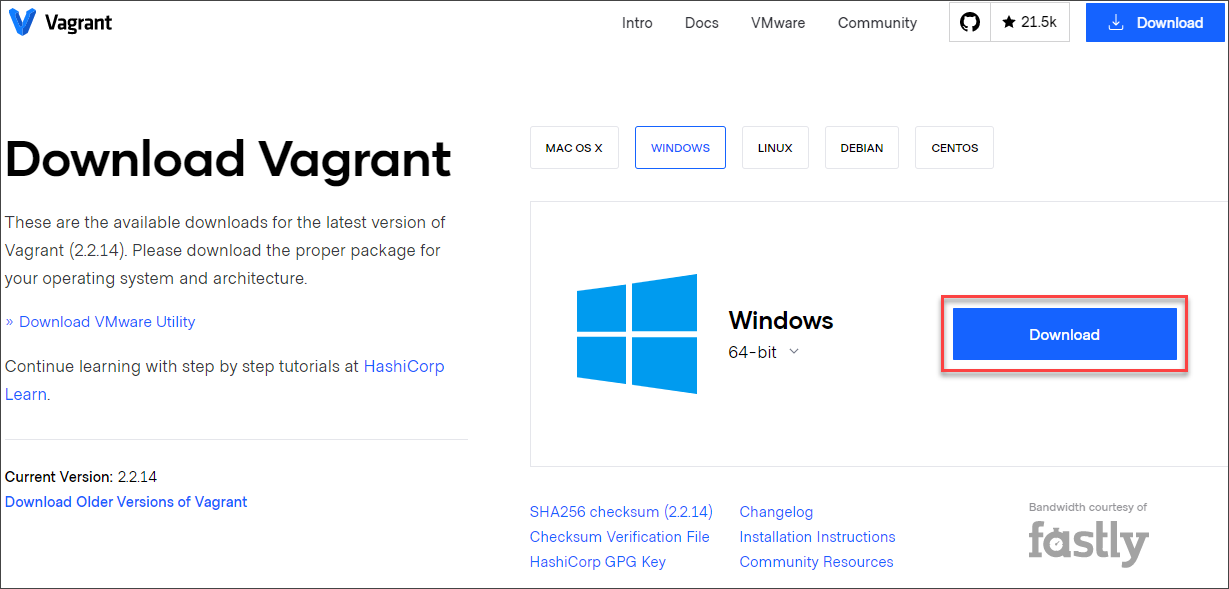 Vagrant
Intro
Docs
VMware
Community
21.5k
Download
Download Vagrant
These are the available downloads for the latest version of
Vagrant (2.2.14). Please download the proper package for
your operating system and architecture.
» Download VMware Utility
Continue learning with step by step tutorials at HashiCorp
Learn.
Current Version: 2.2.14
Download Older Versions of Vagrant
MAC OS X
WINDOWS
LINUX
DEBIAN
CENTOS
Windows
64-bit
Download
SHA256 checksum (2.2.14)
Checksum Verification File
HashiCorp GPG Key
Changelog
Installation Instructions
Community Resources
Bandwidth courtesy of
fastly